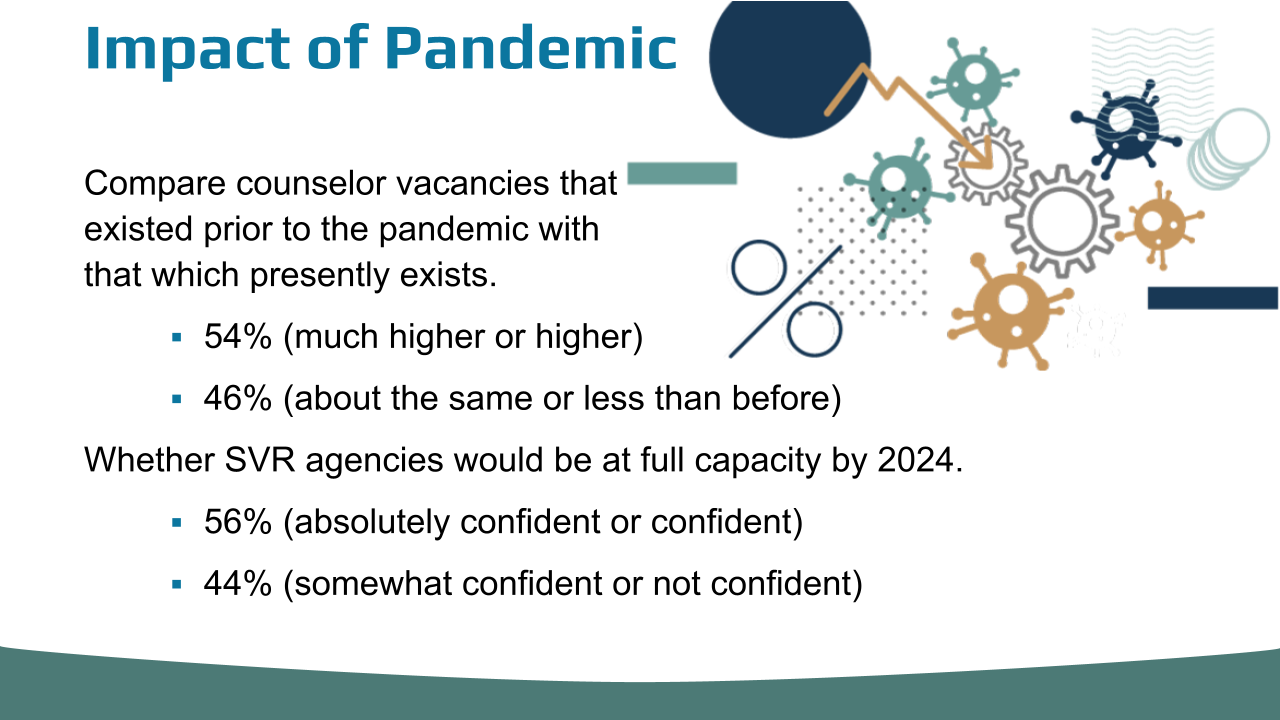 Impact of Pandemic
Compare counselor vacancies that
existed prior to the pandemic with
that which presently exists.
▪ 54% (much higher or higher)
▪ 46% (about the same or less than before)
Whether SVR agencies would be at full capacity by 2024.
▪ 56% (absolutely confident or confident)
▪ 44% (somewhat confident or not confident)